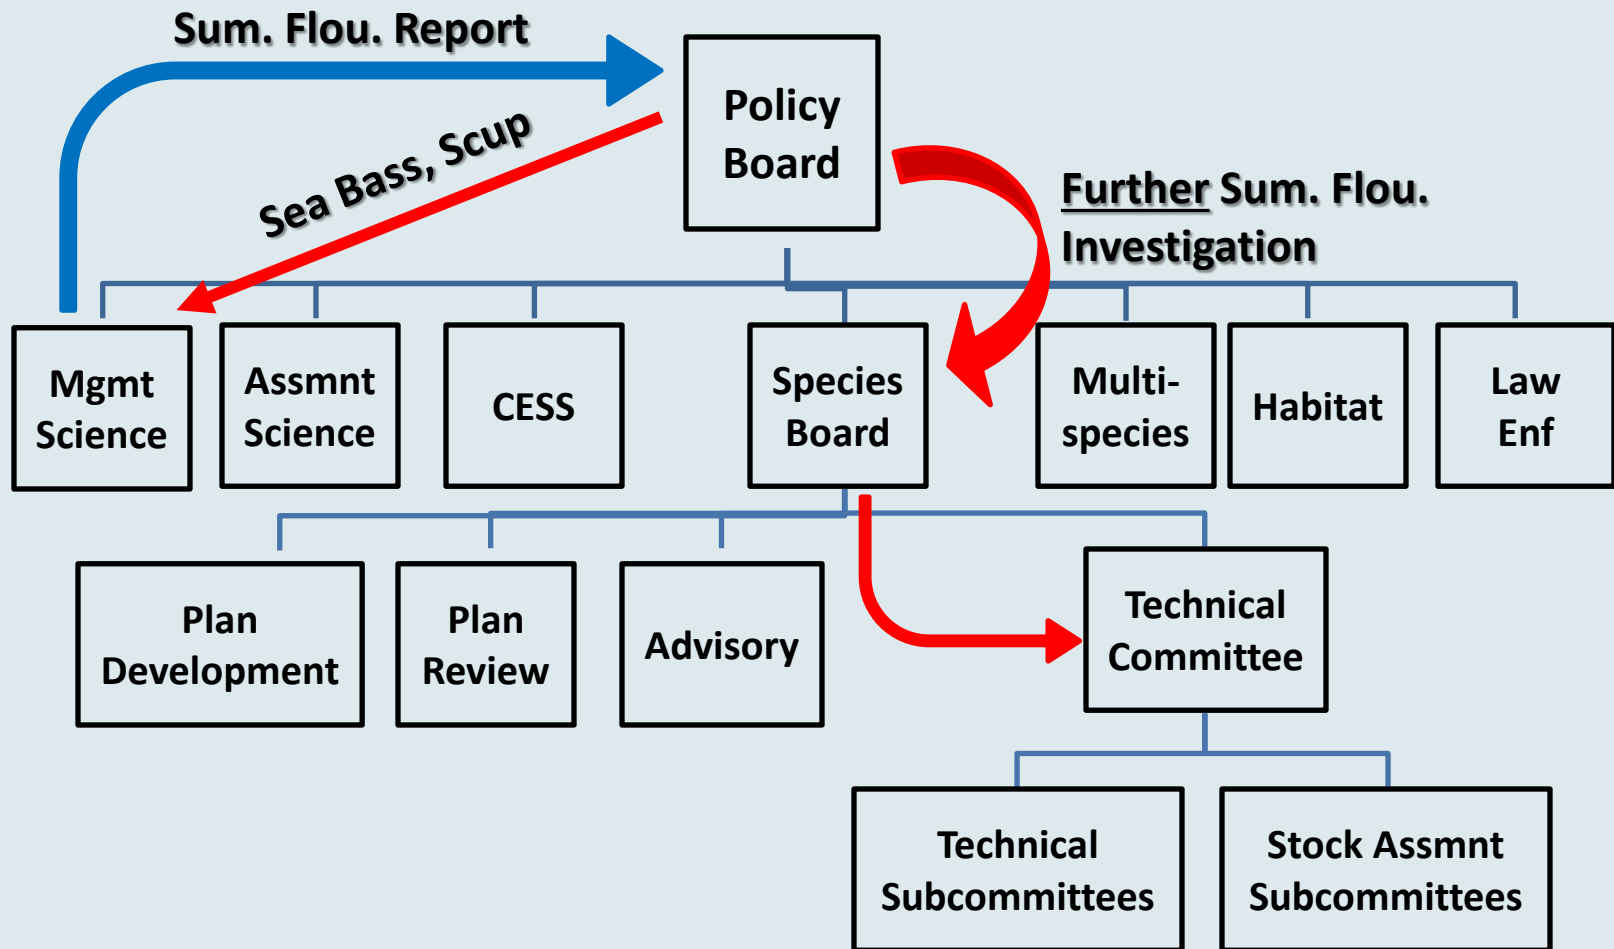 Sum. Flou. Report
Policy
Board
Sea Bass, Scup
Further Sum. Flou.
Investigation
Mgmt
Science
Assmnt
Science
CESS
Species
Board
Multi-
species
Habitat
Law
Enf
Plan
Development
Plan
Review
Advisory
Technical
Committee
Technical
Subcommittees
Stock Assmnt
Subcommittees